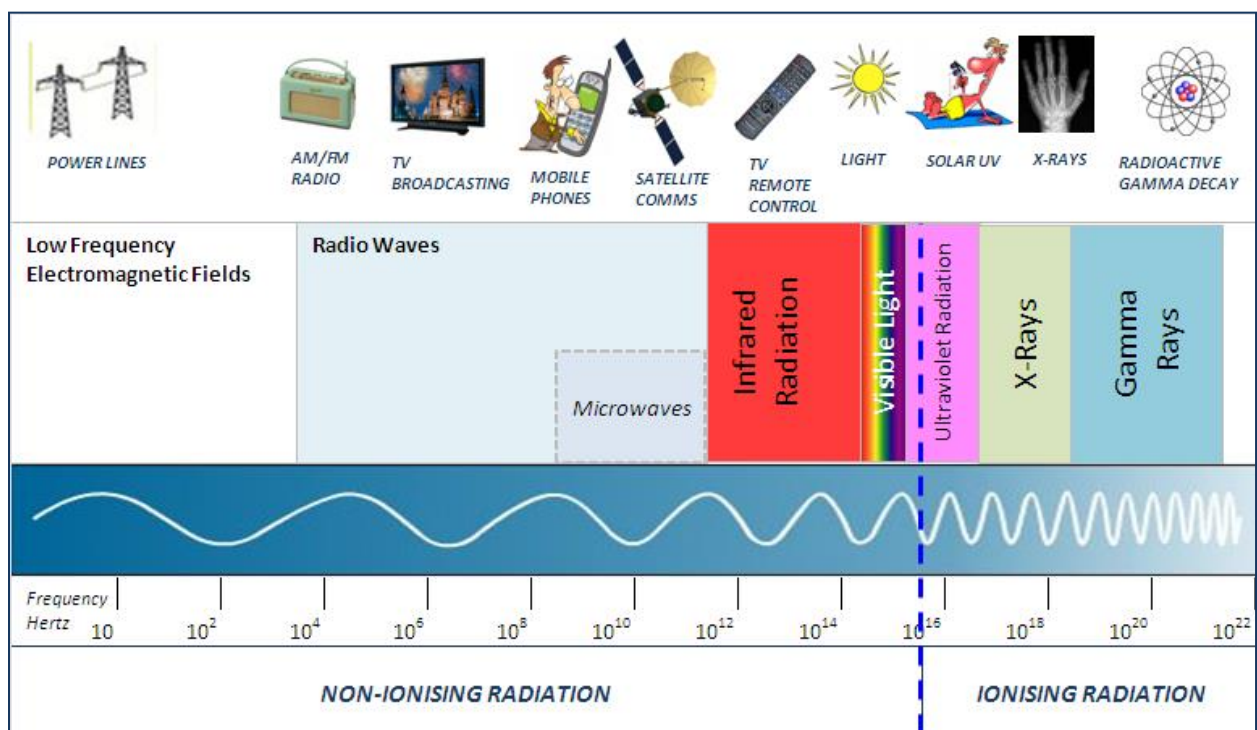 POWER LINES
AM/FM
RADIO
TV
BROADCASTING
MOBILE
PHONES
SATELLITE
COMMS
TV
REMOTE
CONTROL
LIGHT
SOLAR UV
X-RAYS
RADIOACTIVE
GAMMA DECAY
Low Frequency
Electromagnetic Fields
Radio Waves
Microwaves
Infrared
Radiation
Visible Light
Ultraviolet Radiation
X-Rays
Gamma
Rays
Frequency
Hertz
10 10² 10⁴ 10⁶ 10⁸ 10¹⁰ 10¹² 10¹⁴ 10¹⁶ 10¹⁸ 10²⁰ 10²²
NON-IONISING RADIATION
IONISING RADIATION